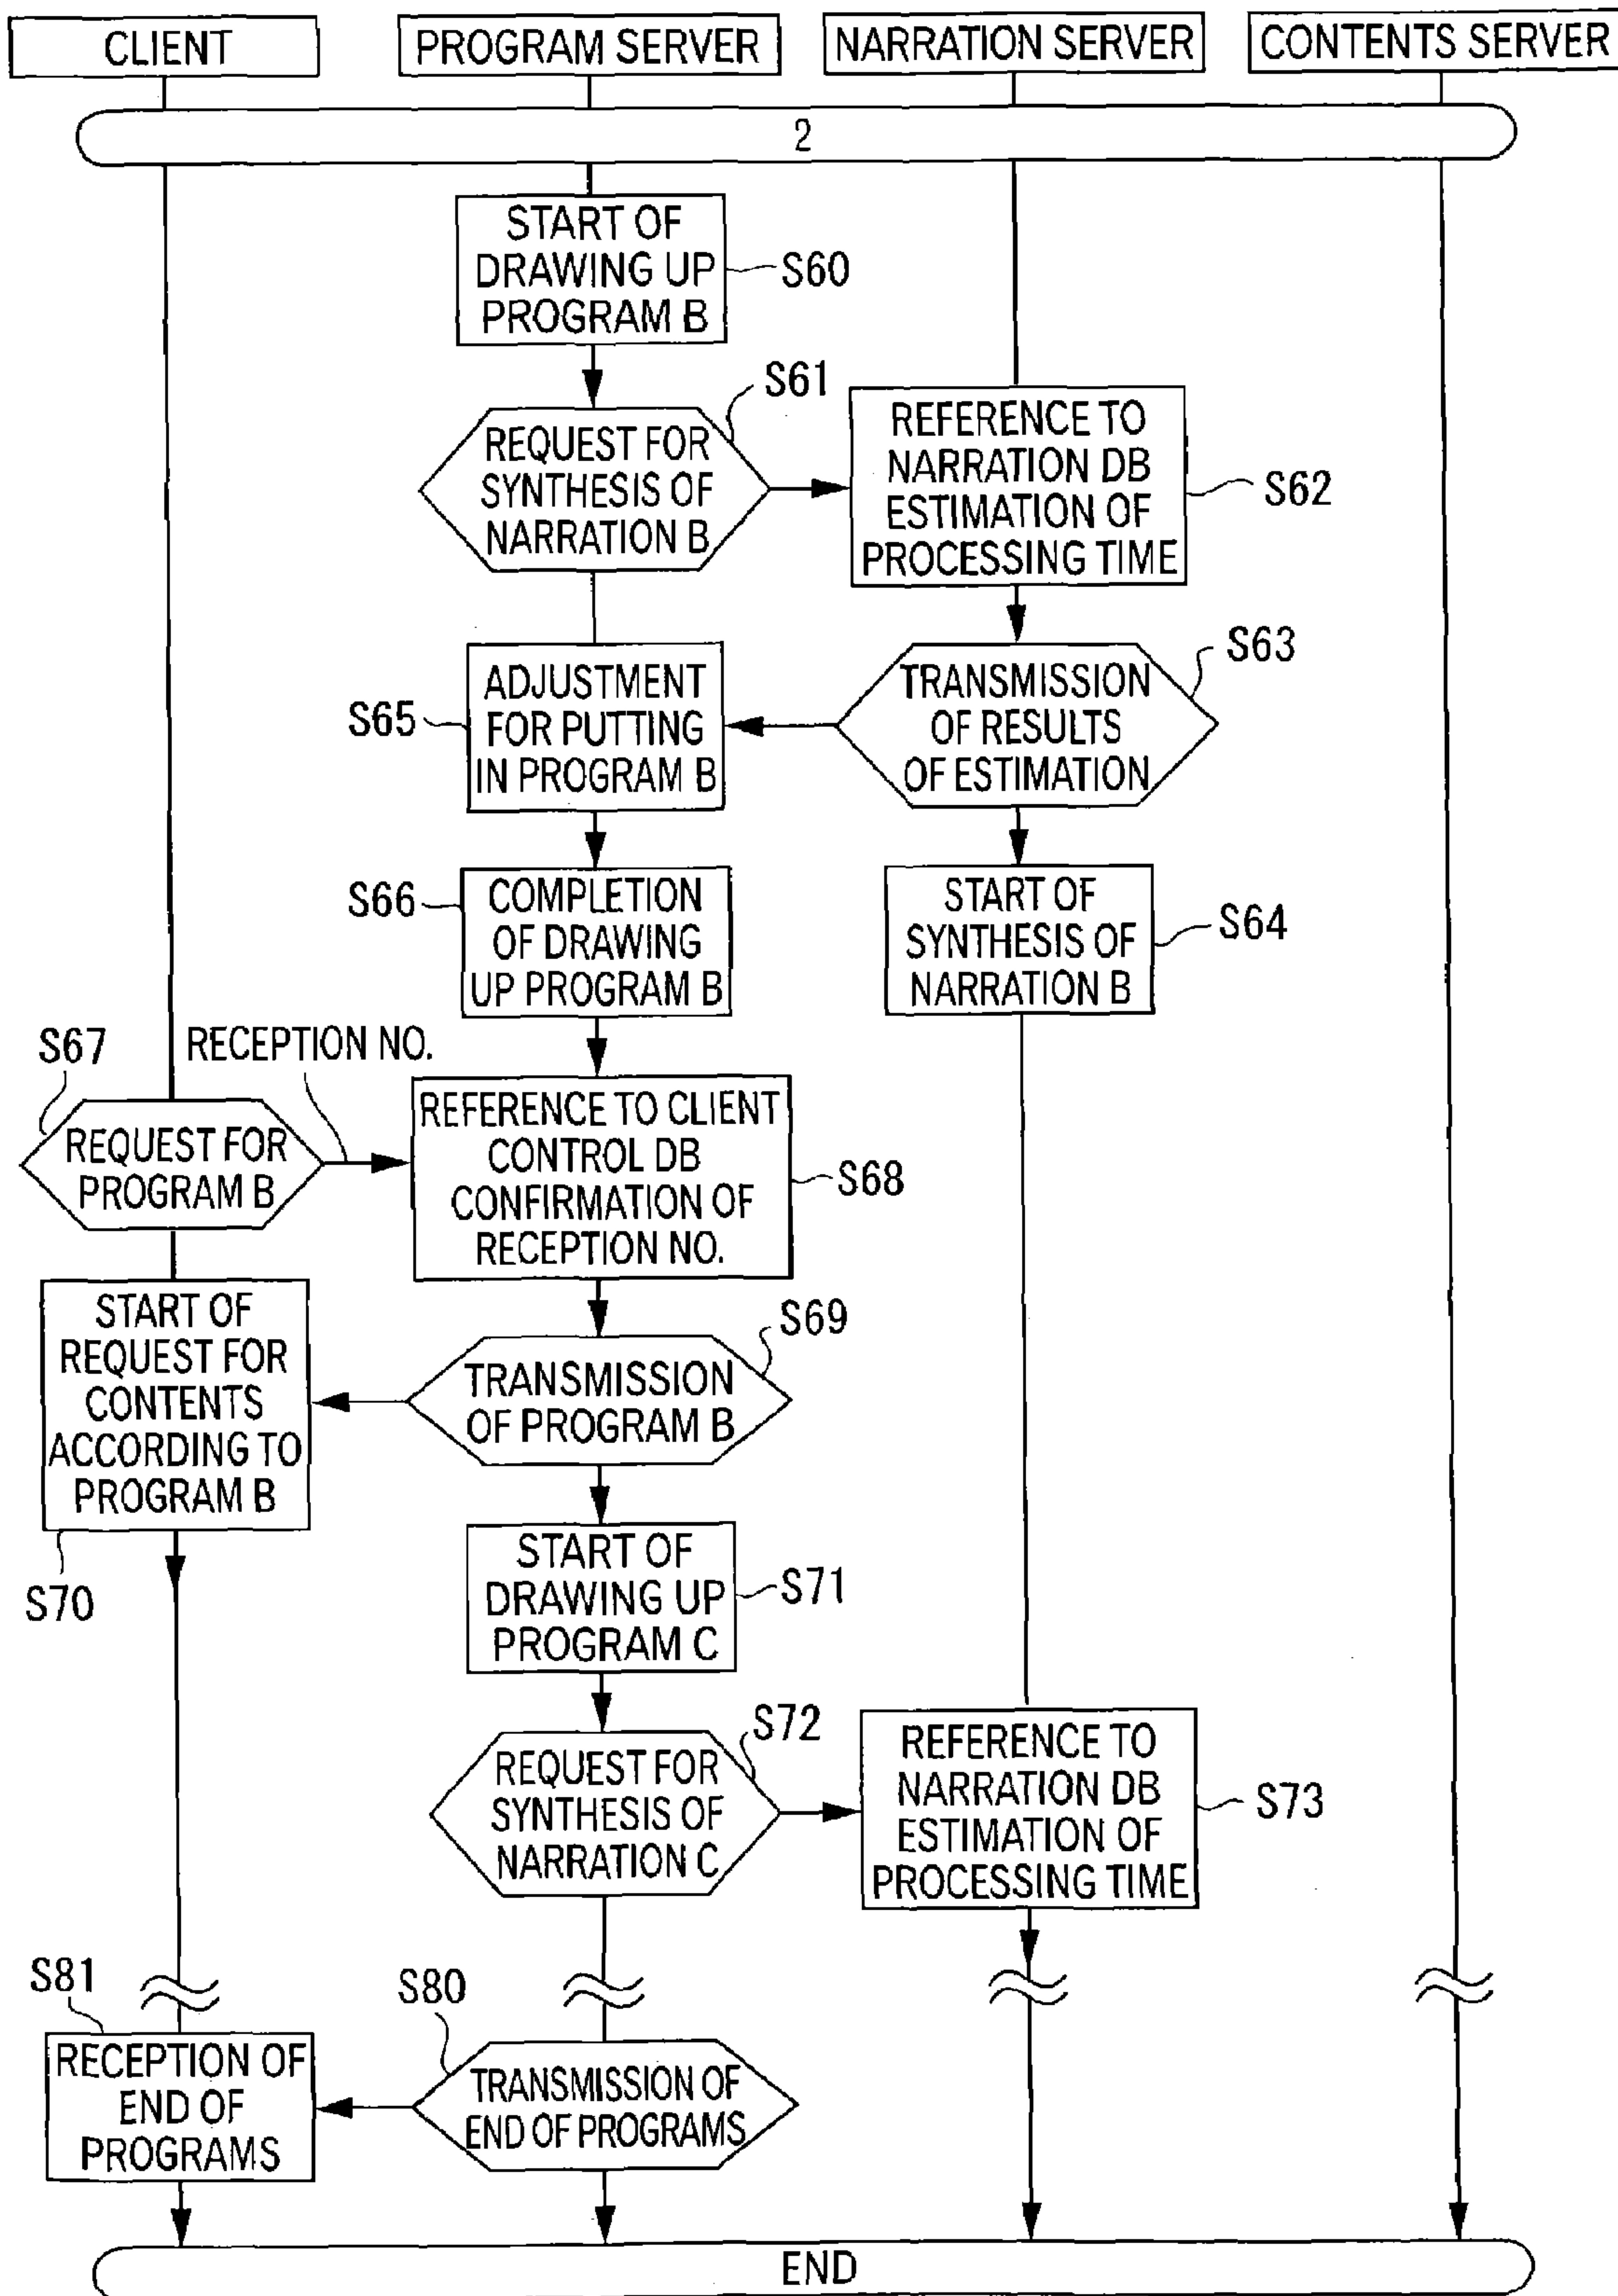 CLIENT
PROGRAM SERVER
NARRATION SERVER
CONTENTS SERVER
2
START OF
DRAWING UP
PROGRAM B
S60
S61
REQUEST FOR
SYNTHESIS OF
NARRATION B
REFERENCE TO
NARRATION DB
ESTIMATION OF
PROCESSING TIME
S62
S63
TRANSMISSION
OF RESULTS
OF ESTIMATION
S65
ADJUSTMENT
FOR PUTTING
IN PROGRAM B
S66
COMPLETION
OF DRAWING
UP PROGRAM B
START OF
SYNTHESIS OF
NARRATION B
S64
S67
RECEPTION NO.
REQUEST FOR
PROGRAM B
REFERENCE TO CLIENT
CONTROL DB
CONFIRMATION OF
RECEPTION NO.
S68
S69
TRANSMISSION
OF PROGRAM B
START OF
REQUEST FOR
CONTENTS
ACCORDING TO
PROGRAM B
S70
START OF
DRAWING UP
PROGRAM C
S71
S72
REQUEST FOR
SYNTHESIS OF
NARRATION C
REFERENCE TO
NARRATION DB
ESTIMATION OF
PROCESSING TIME
S73
S81
S80
RECEPTION OF
END OF
PROGRAMS
TRANSMISSION OF
END OF PROGRAMS
END